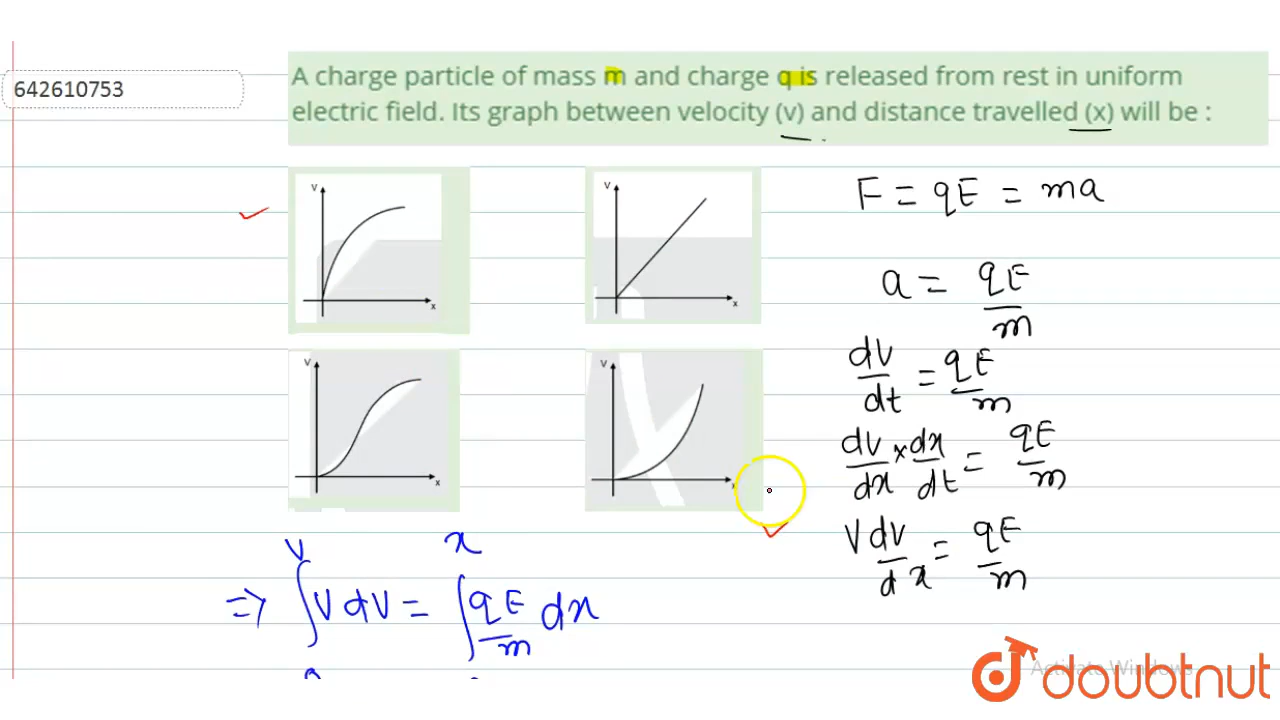 642610753
A charge particle of mass m and charge q is released from rest in uniform
electric field. Its graph between velocity (v) and distance travelled (x) will be :
V
x
V
x
V
x
V
F = qE = ma
a = qE/m
dv/dt = qE/m
dv/dx × dx/dt = qE/m
V dv/dx = qE/m
⇒ ∫ V dV = ∫ qE/m dx
V
x
Activate Windows
doubtnut